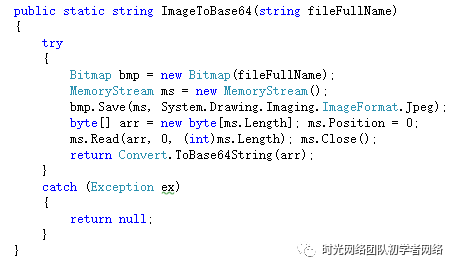 public static string ImageToBase64(string fileFullName)
{
    try
    {
        Bitmap bmp = new Bitmap(fileFullName);
        MemoryStream ms = new MemoryStream();
        bmp.Save(ms, System.Drawing.Imaging.ImageFormat.Jpeg);
        byte[] arr = new byte[ms.Length]; ms.Position = 0;
        ms.Read(arr, 0, (int)ms.Length); ms.Close();
        return Convert.ToBase64String(arr);
    }
    catch (Exception ex)
    {
        return null;
    }
}
时光网络团队初学者网络